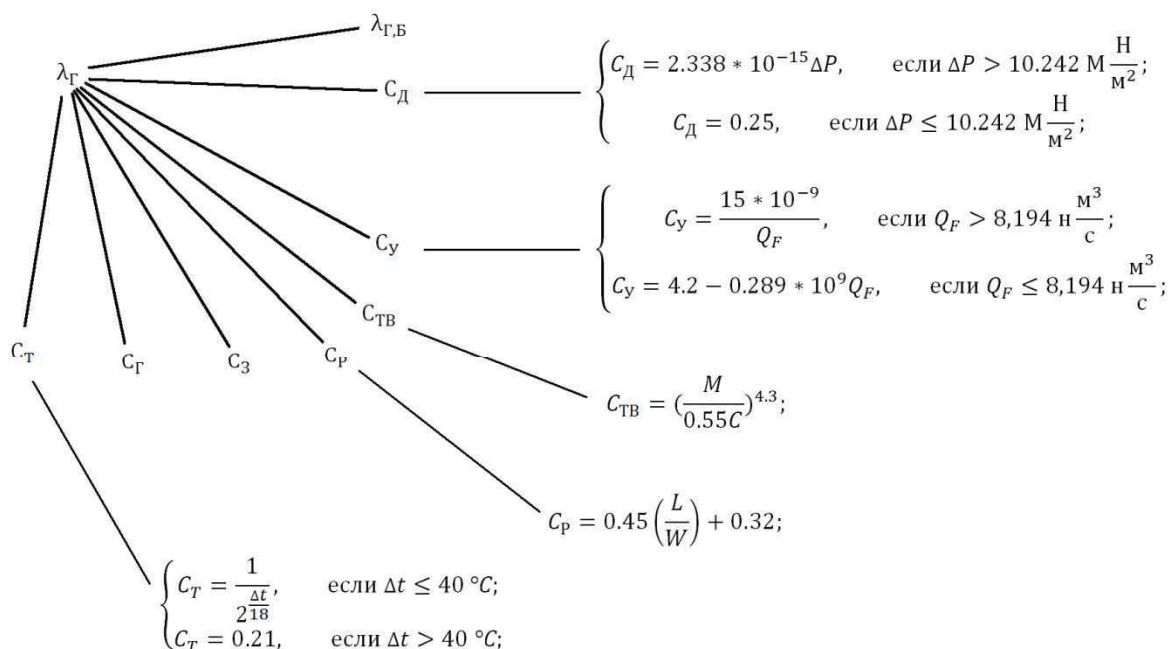 λ_Г,Б
λ_Г
C_Д
C_Д = 2.338 * 10^−15 ΔP, если ΔP > 10.242 М Н/м²;
C_Д = 0.25, если ΔP ≤ 10.242 М Н/м²;
C_У
C_У = 15 * 10^−9 / Q_F, если Q_F > 8,194 н м³/с;
C_У = 4.2 − 0.289 * 10^9 Q_F, если Q_F ≤ 8,194 н м³/с;
C_ТВ
C_Т
C_Г
C_З
C_Р
C_ТВ = (M / 0.55C)^4.3;
C_Р = 0.45 (L/W) + 0.32;
C_T = 1 / 2^(Δt/18), если Δt ≤ 40 °C;
C_T = 0.21, если Δt > 40 °C;